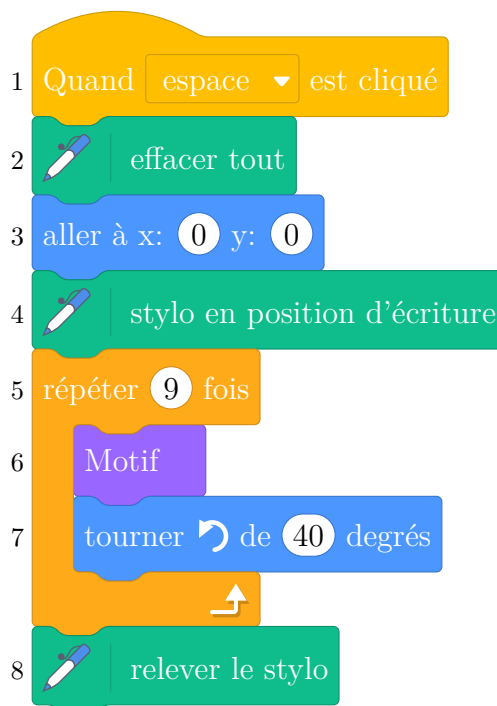 1 Quand espace est cliqué
2 effacer tout
3 aller à x: 0 y: 0
4 stylo en position d'écriture
5 répéter 9 fois
6 Motif
7 tourner de 40 degrés
8 relever le stylo